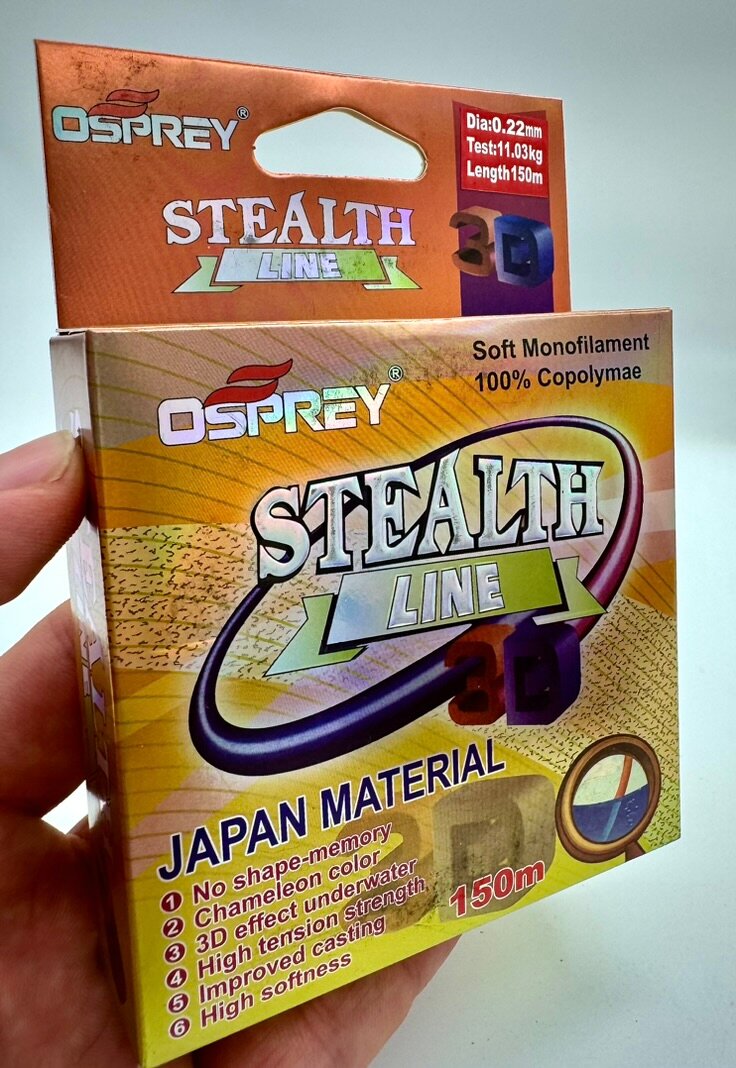 OSPREY®
Dia:0.22mm
Test:11.03kg
Length150m
STEALTH
LINE
3D
Soft Monofilament
100% Copolymae
OSPREY®
STEALTH
LINE
3D
JAPAN MATERIAL
1 No shape-memory
2 Chameleon color
3 3D effect underwater
4 High tension strength
5 Improved casting
6 High softness
3D
150m